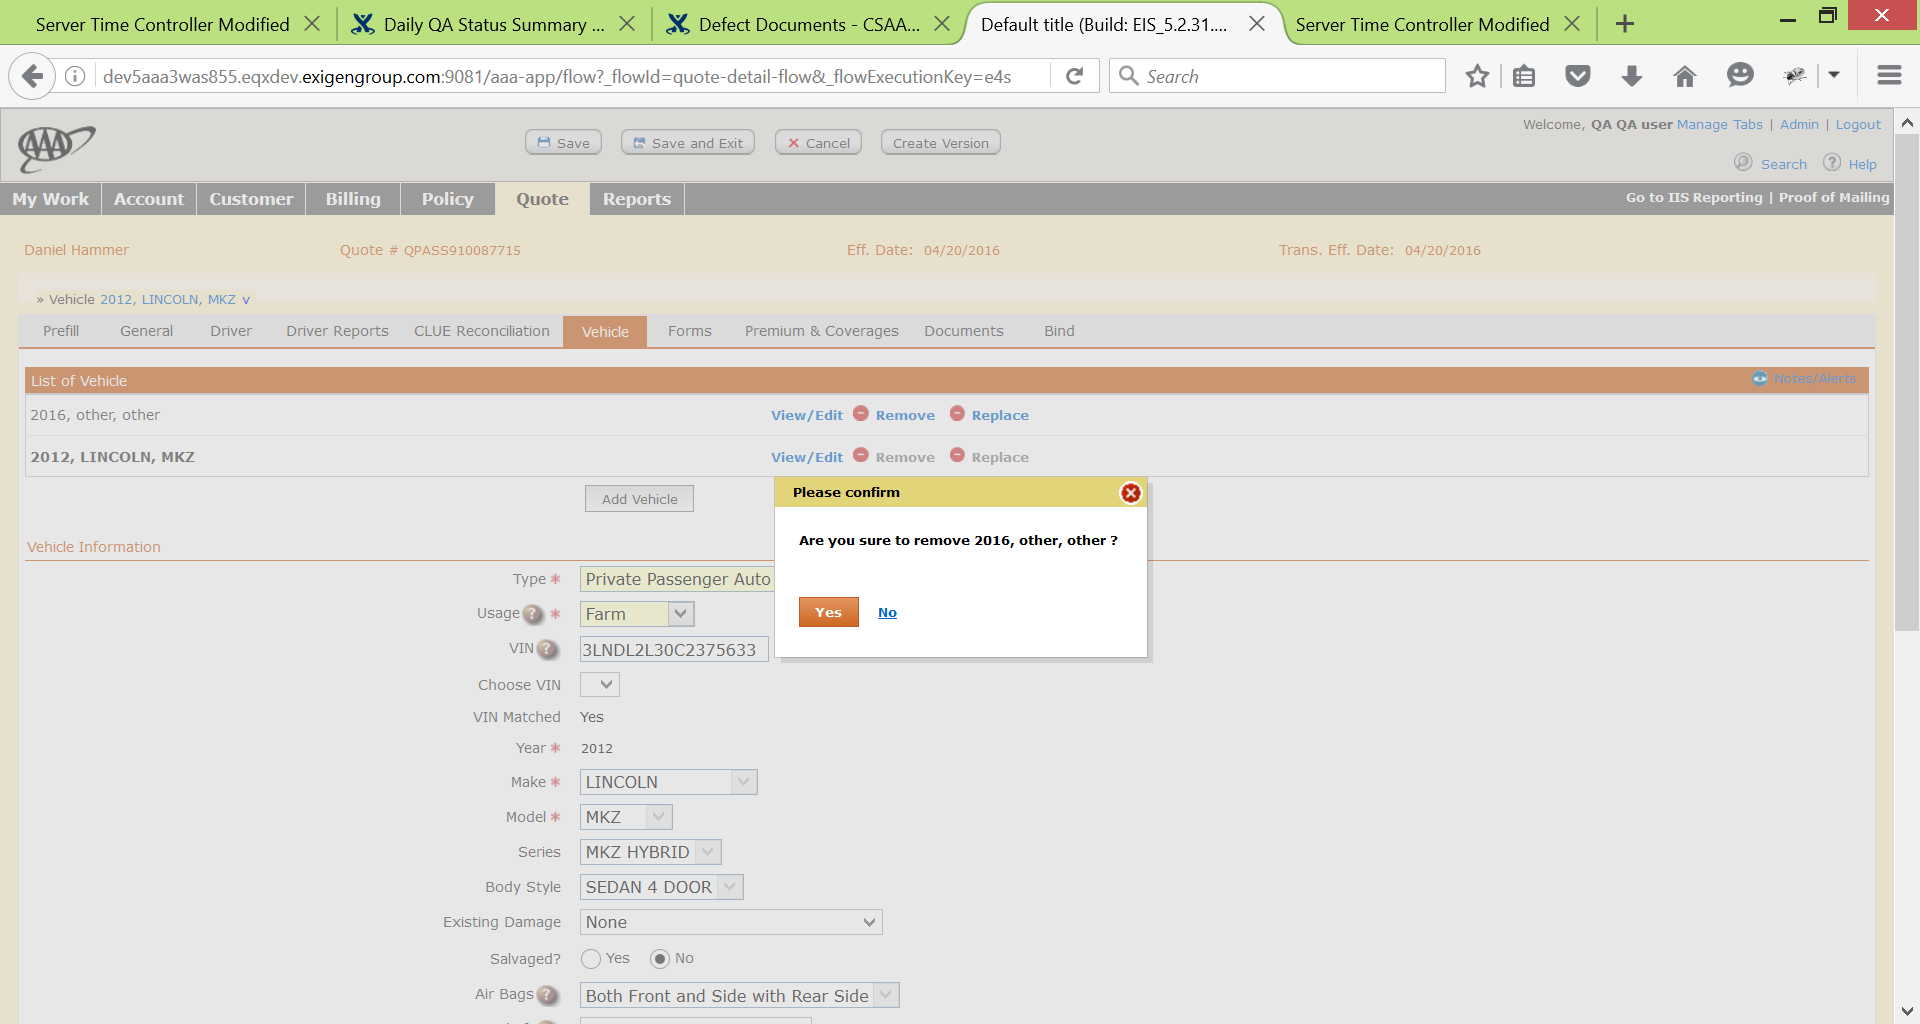 Server Time Controller Modified
Daily QA Status Summary ...
Defect Documents - CSAA...
Default title (Build: EIS_5.2.31....
Server Time Controller Modified
dev5aaa3was855.eqxdev.exigengroup.com:9081/aaa-app/flow?_flowId=quote-detail-flow&_flowExecutionKey=e4s
Search
AAA
Save
Save and Exit
Cancel
Create Version
Welcome, QA QA user Manage Tabs | Admin | Logout
Search
Help
My Work
Account
Customer
Billing
Policy
Quote
Reports
Go to IIS Reporting | Proof of Mailing
Daniel Hammer
Quote # QPASS910087715
Eff. Date: 04/20/2016
Trans. Eff. Date: 04/20/2016
» Vehicle 2012, LINCOLN, MKZ v
Prefill
General
Driver
Driver Reports
CLUE Reconciliation
Vehicle
Forms
Premium & Coverages
Documents
Bind
List of Vehicle
Notes/Alerts
2016, other, other
View/Edit
Remove
Replace
2012, LINCOLN, MKZ
View/Edit
Remove
Replace
Add Vehicle
Please confirm
Are you sure to remove 2016, other, other ?
Yes
No
Vehicle Information
Type * Private Passenger Auto
Usage ? * Farm
VIN ? 3LNDL2L30C2375633
Choose VIN
VIN Matched Yes
Year * 2012
Make * LINCOLN
Model * MKZ
Series MKZ HYBRID
Body Style SEDAN 4 DOOR
Existing Damage None
Salvaged? Yes No
Air Bags ? Both Front and Side with Rear Side